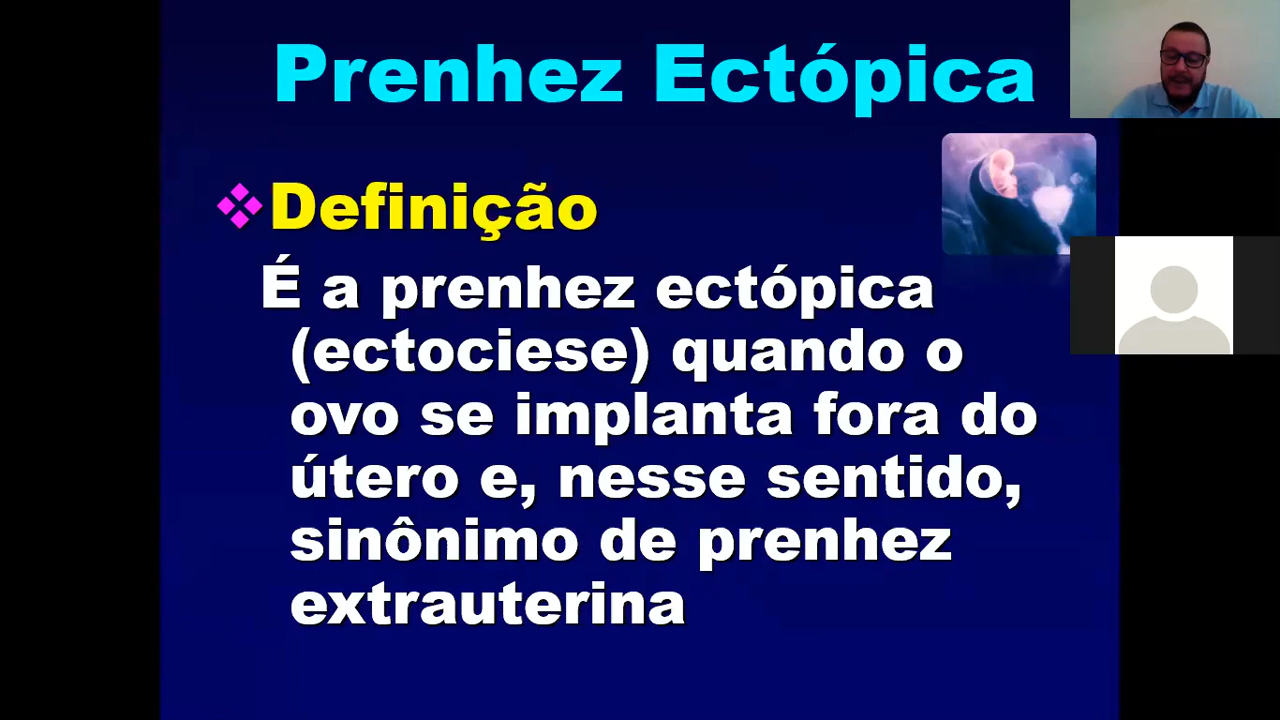 Prenhez Ectópica
Definição
É a prenhez ectópica
(ectociese) quando o
ovo se implanta fora do
útero e, nesse sentido,
sinônimo de prenhez
extrauterina